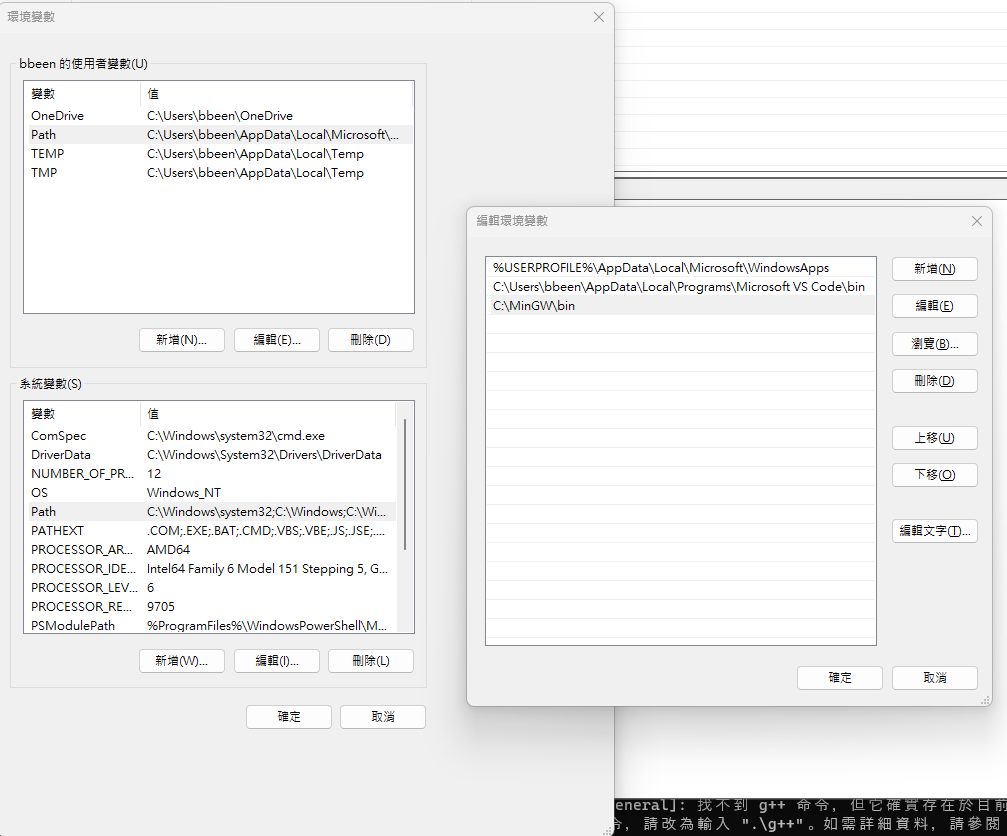 環境變數
bbeen 的使用者變數(U)
變數 值
OneDrive C:\Users\bbeen\OneDrive
Path C:\Users\bbeen\AppData\Local\Microsoft\...
TEMP C:\Users\bbeen\AppData\Local\Temp
TMP C:\Users\bbeen\AppData\Local\Temp
新增(N)... 編輯(E)... 刪除(D)
系統變數(S)
變數 值
ComSpec C:\Windows\system32\cmd.exe
DriverData C:\Windows\System32\Drivers\DriverData
NUMBER_OF_PR... 12
OS Windows_NT
Path C:\Windows\system32;C:\Windows;C:\Wi...
PATHEXT .COM;.EXE;.BAT;.CMD;.VBS;.VBE;.JS;.JSE;....
PROCESSOR_AR... AMD64
PROCESSOR_IDE... Intel64 Family 6 Model 151 Stepping 5, G...
PROCESSOR_LEV... 6
PROCESSOR_RE... 9705
PSModulePath %ProgramFiles%\WindowsPowerShell\M...
新增(W)... 編輯(I)... 刪除(L)
確定 取消
編輯環境變數
%USERPROFILE%\AppData\Local\Microsoft\WindowsApps
C:\Users\bbeen\AppData\Local\Programs\Microsoft VS Code\bin
C:\MinGW\bin
新增(N)
編輯(E)
瀏覽(B)...
刪除(D)
上移(U)
下移(O)
編輯文字(T)...
確定 取消
eneral]: 找不到 g++ 命令, 但它確實存在於目前
令, 請改為輸入 ".\g++"。如需詳細資料, 請參閱